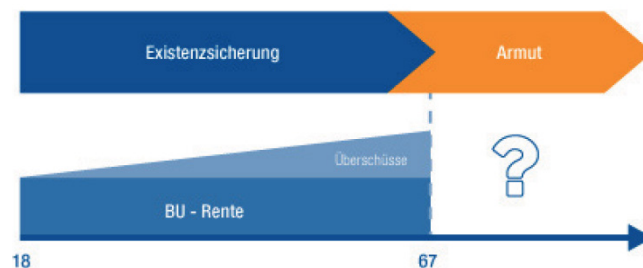 Existenzsicherung
Armut
Überschüsse
?
BU - Rente
18
67